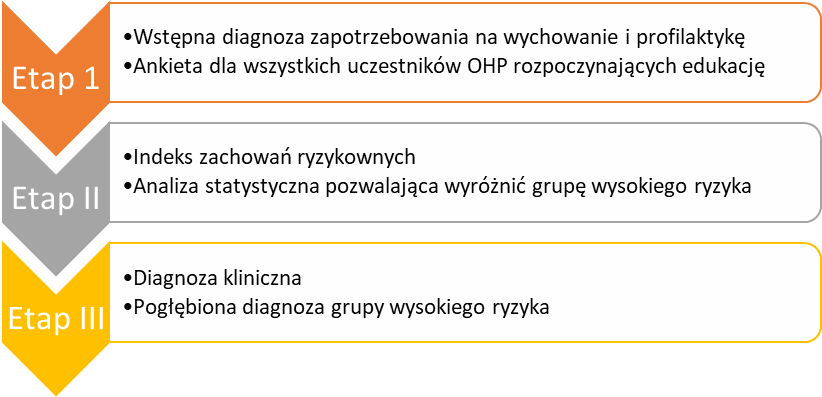 Etap 1
•Wstępna diagnoza zapotrzebowania na wychowanie i profilaktykę
•Ankieta dla wszystkich uczestników OHP rozpoczynających edukację
Etap II
•Indeks zachowań ryzykownych
•Analiza statystyczna pozwalająca wyróżnić grupę wysokiego ryzyka
Etap III
•Diagnoza kliniczna
•Pogłębiona diagnoza grupy wysokiego ryzyka